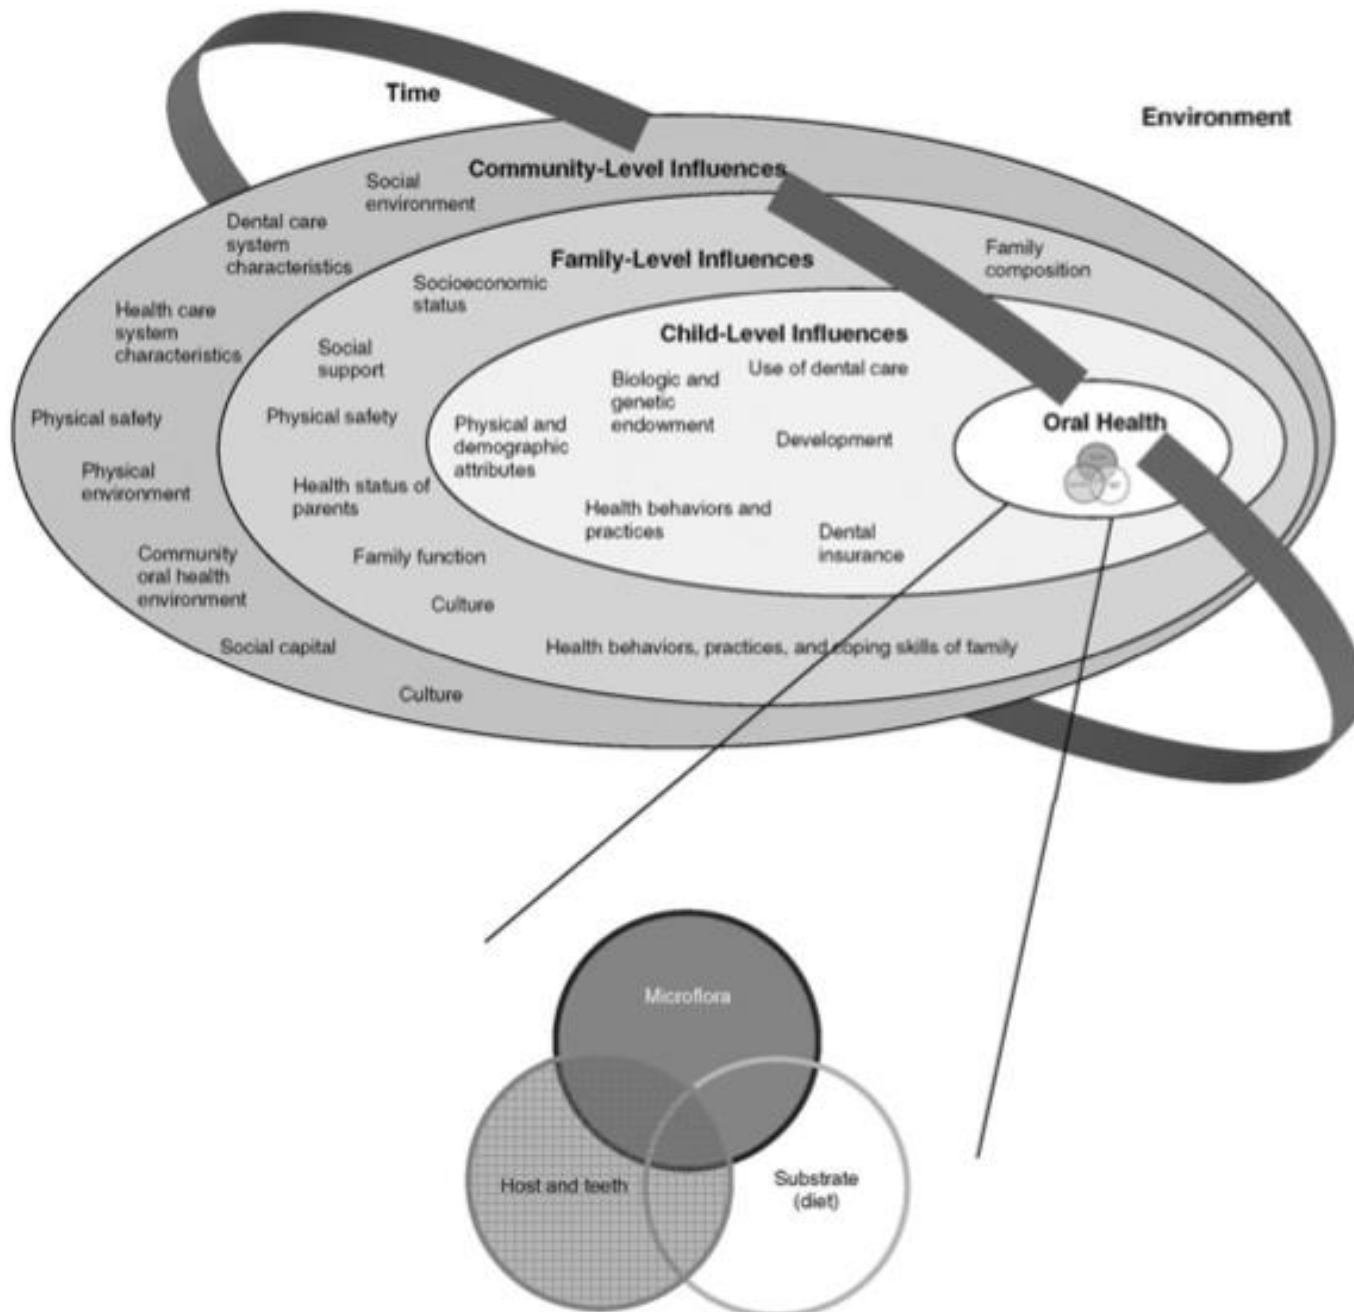 Time
Environment
Community-Level Influences
Social
environment
Dental care
system
characteristics
Health care
system
characteristics
Physical safety
Physical
environment
Community
oral health
environment
Social capital
Culture
Family-Level Influences
Family
composition
Socioeconomic
status
Social
support
Physical safety
Health status of
parents
Family function
Culture
Health behaviors, practices, and coping skills of family
Child-Level Influences
Use of dental care
Biologic and
genetic
endowment
Physical and
demographic
attributes
Development
Health behaviors and
practices
Dental
insurance
Oral Health
Microflora
Host and teeth
Substrate
(diet)